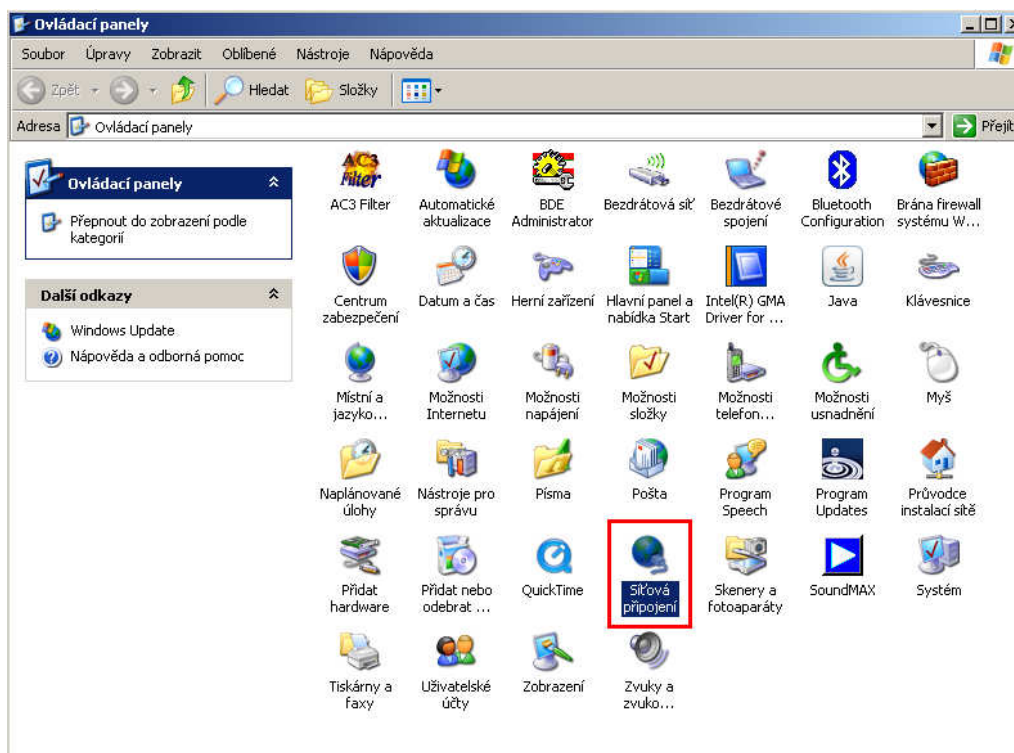 Ovládací panely
Soubor Úpravy Zobrazit Oblíbené Nástroje Nápověda
Zpět Hledat Složky
Adresa Ovládací panely Přejít
Ovládací panely
Přepnout do zobrazení podle
kategorií
Další odkazy
Windows Update
Nápověda a odborná pomoc
AC3 Filter
AC3 Filter
Automatické
aktualizace
BDE
Administrator
Bezdrátová síť
Bezdrátové
spojení
Bluetooth
Configuration
Brána firewall
systému W...
Centrum
zabezpečení
Datum a čas
Herní zařízení
Hlavní panel a
nabídka Start
Intel(R) GMA
Driver for ...
Java
Klávesnice
Místní a
jazyko...
Možnosti
Internetu
Možnosti
napájení
Možnosti
složky
Možnosti
telefon...
Možnosti
usnadnění
Myš
Naplánované
úlohy
Nástroje pro
správu
Písma
Pošta
Program
Speech
Program
Updates
Průvodce
instalací sítě
Přidat
hardware
Přidat nebo
odebrat ...
QuickTime
Síťová
připojení
Skenery a
fotoaparáty
SoundMAX
Systém
Tiskárny a
faxy
Uživatelské
účty
Zobrazení
Zvuky a
zvuko...